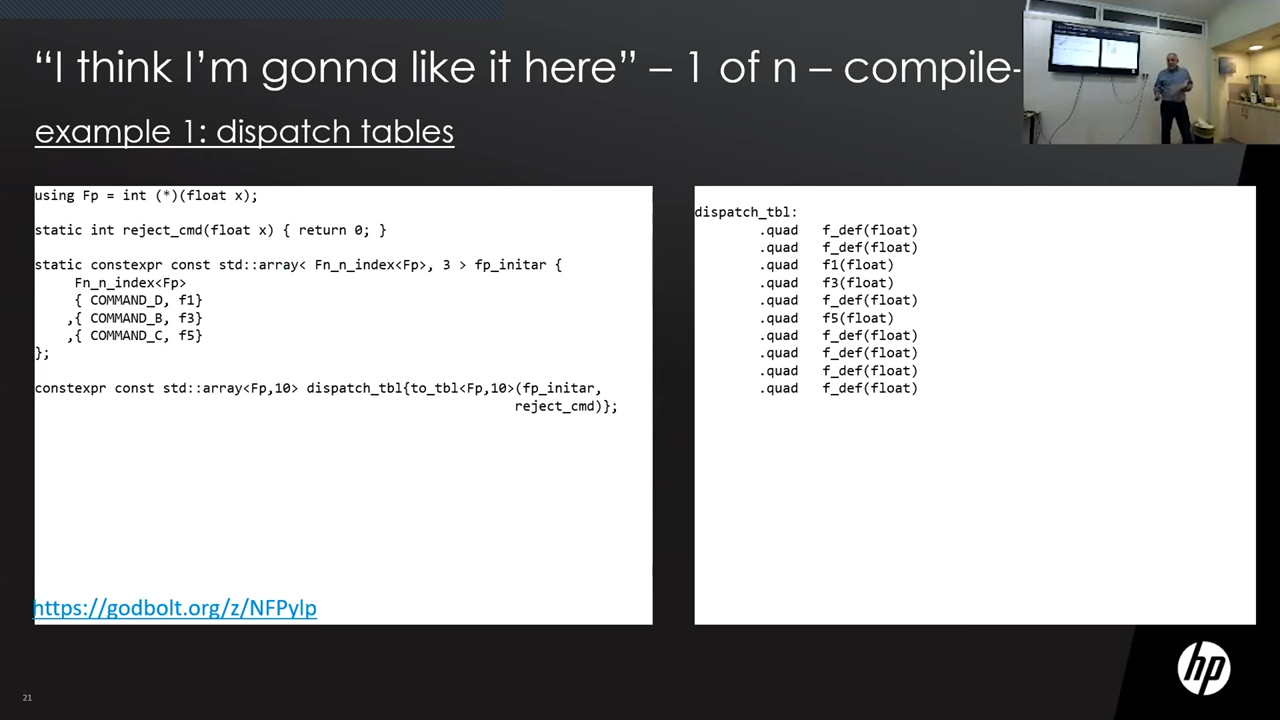 “I think I’m gonna like it here” – 1 of n – compile-
example 1: dispatch tables
using Fp = int (*)(float x);
static int reject_cmd(float x) { return 0; }
static constexpr const std::array< Fn_n_index<Fp>, 3 > fp_initar {
Fn_n_index<Fp>
{ COMMAND_D, f1}
,{ COMMAND_B, f3}
,{ COMMAND_C, f5}
};
constexpr const std::array<Fp,10> dispatch_tbl{to_tbl<Fp,10>(fp_initar,
reject_cmd)};
https://godbolt.org/z/NFPylp
dispatch_tbl:
.quad f_def(float)
.quad f_def(float)
.quad f1(float)
.quad f3(float)
.quad f_def(float)
.quad f5(float)
.quad f_def(float)
.quad f_def(float)
.quad f_def(float)
.quad f_def(float)
hp
21